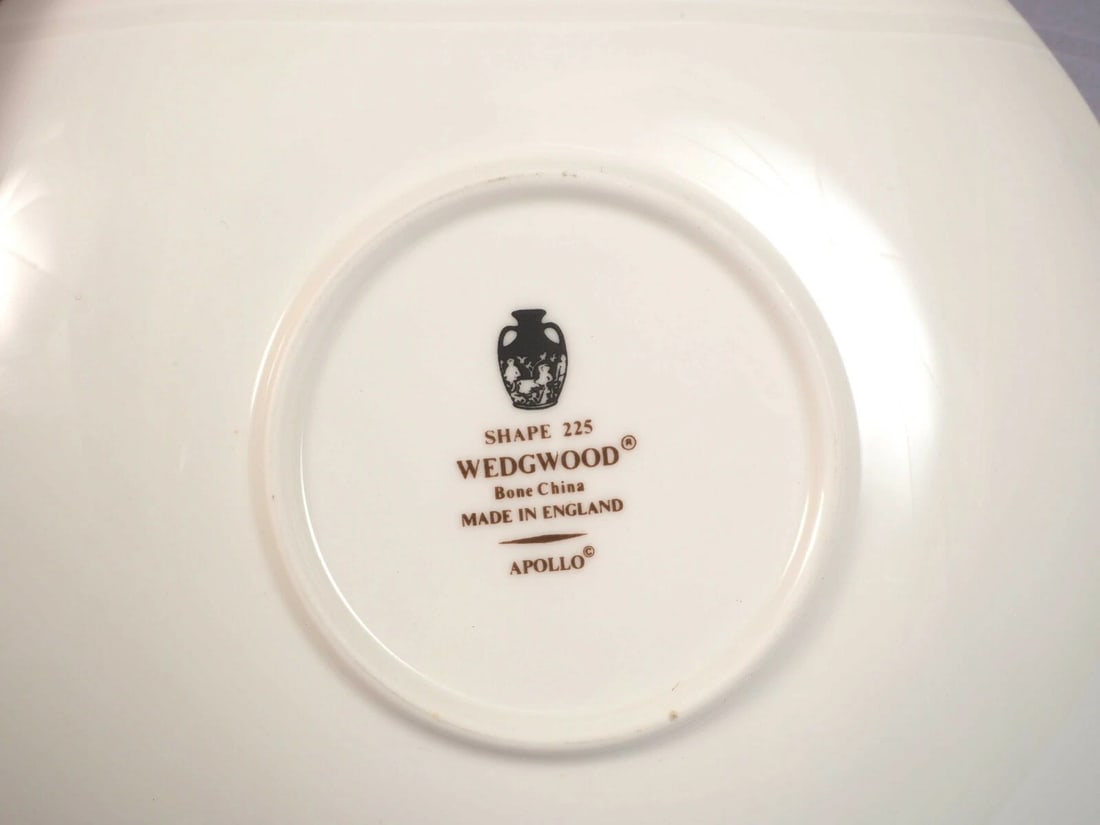 SHAPE 225
WEDGWOOD®
Bone China
MADE IN ENGLAND
APOLLO©